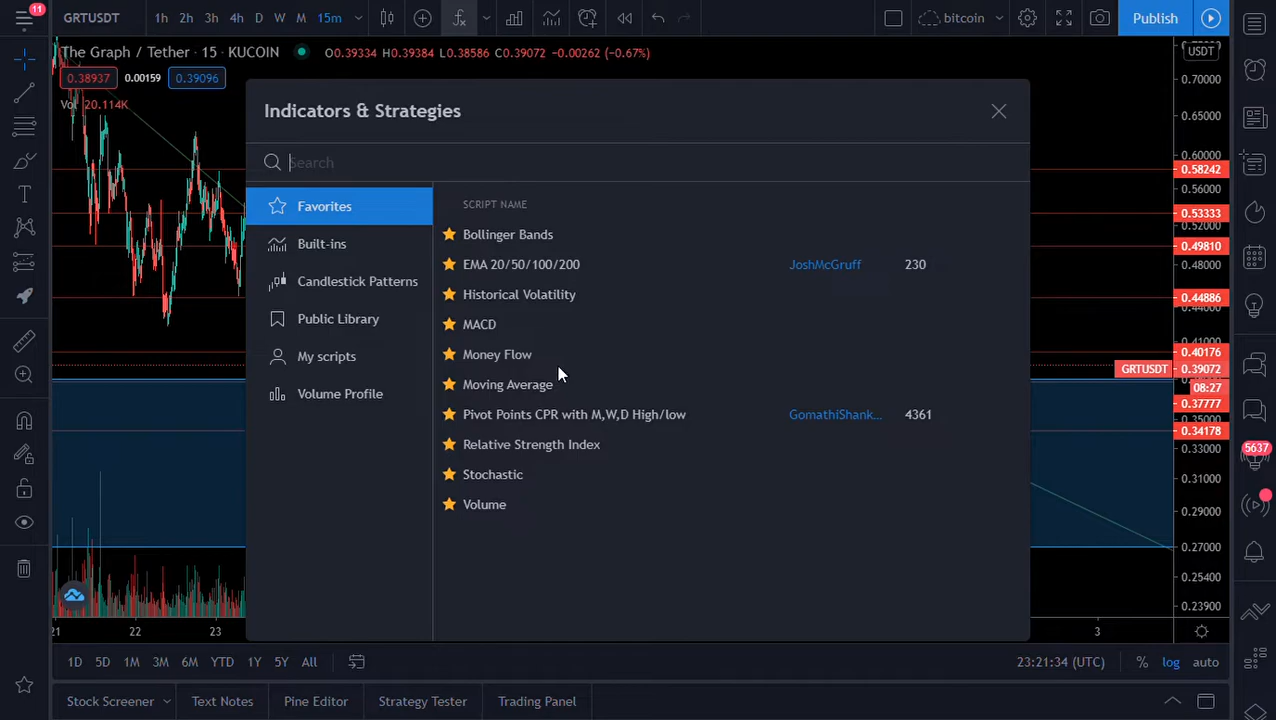 11
GRTUSDT
1h 2h 3h 4h D W M 15m
bitcoin
Publish
The Graph / Tether · 15 · KUCOIN
O0.39334 H0.39384 L0.38586 C0.39072 −0.00262 (−0.67%)
USDT
0.38937 0.00159 0.39096
Vol 20.114K
Indicators & Strategies
Search
Favorites
Built-ins
Candlestick Patterns
Public Library
My scripts
Volume Profile
SCRIPT NAME
Bollinger Bands
EMA 20/50/100/200 JoshMcGruff 230
Historical Volatility
MACD
Money Flow
Moving Average
Pivot Points CPR with M,W,D High/low GomathiShank... 4361
Relative Strength Index
Stochastic
Volume
0.70000
0.65000
0.60000
0.58242
0.56000
0.53333
0.52000
0.49810
0.48000
0.44886
0.41000
0.40176
GRTUSDT 0.39072
08:27
0.37777
0.35000
0.34178
0.33000
0.31000
0.29000
0.27000
0.25400
0.23900
5637
21 22 23 3
1D 5D 1M 3M 6M YTD 1Y 5Y All
23:21:34 (UTC) % log auto
Stock Screener Text Notes Pine Editor Strategy Tester Trading Panel